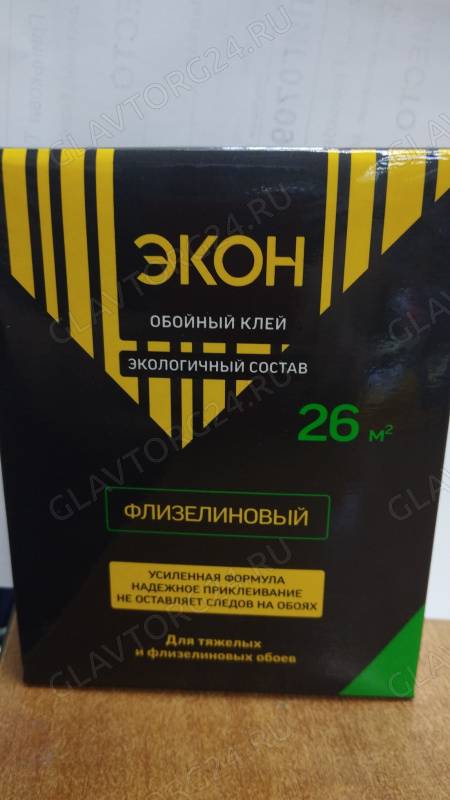 ЭКОН
ОБОЙНЫЙ КЛЕЙ
ЭКОЛОГИЧНЫЙ СОСТАВ
26 м²
ФЛИЗЕЛИНОВЫЙ
УСИЛЕННАЯ ФОРМУЛА
НАДЕЖНОЕ ПРИКЛЕИВАНИЕ
НЕ ОСТАВЛЯЕТ СЛЕДОВ НА ОБОЯХ
Для тяжелых
и флизелиновых обоев
GLAVTORG24.RU